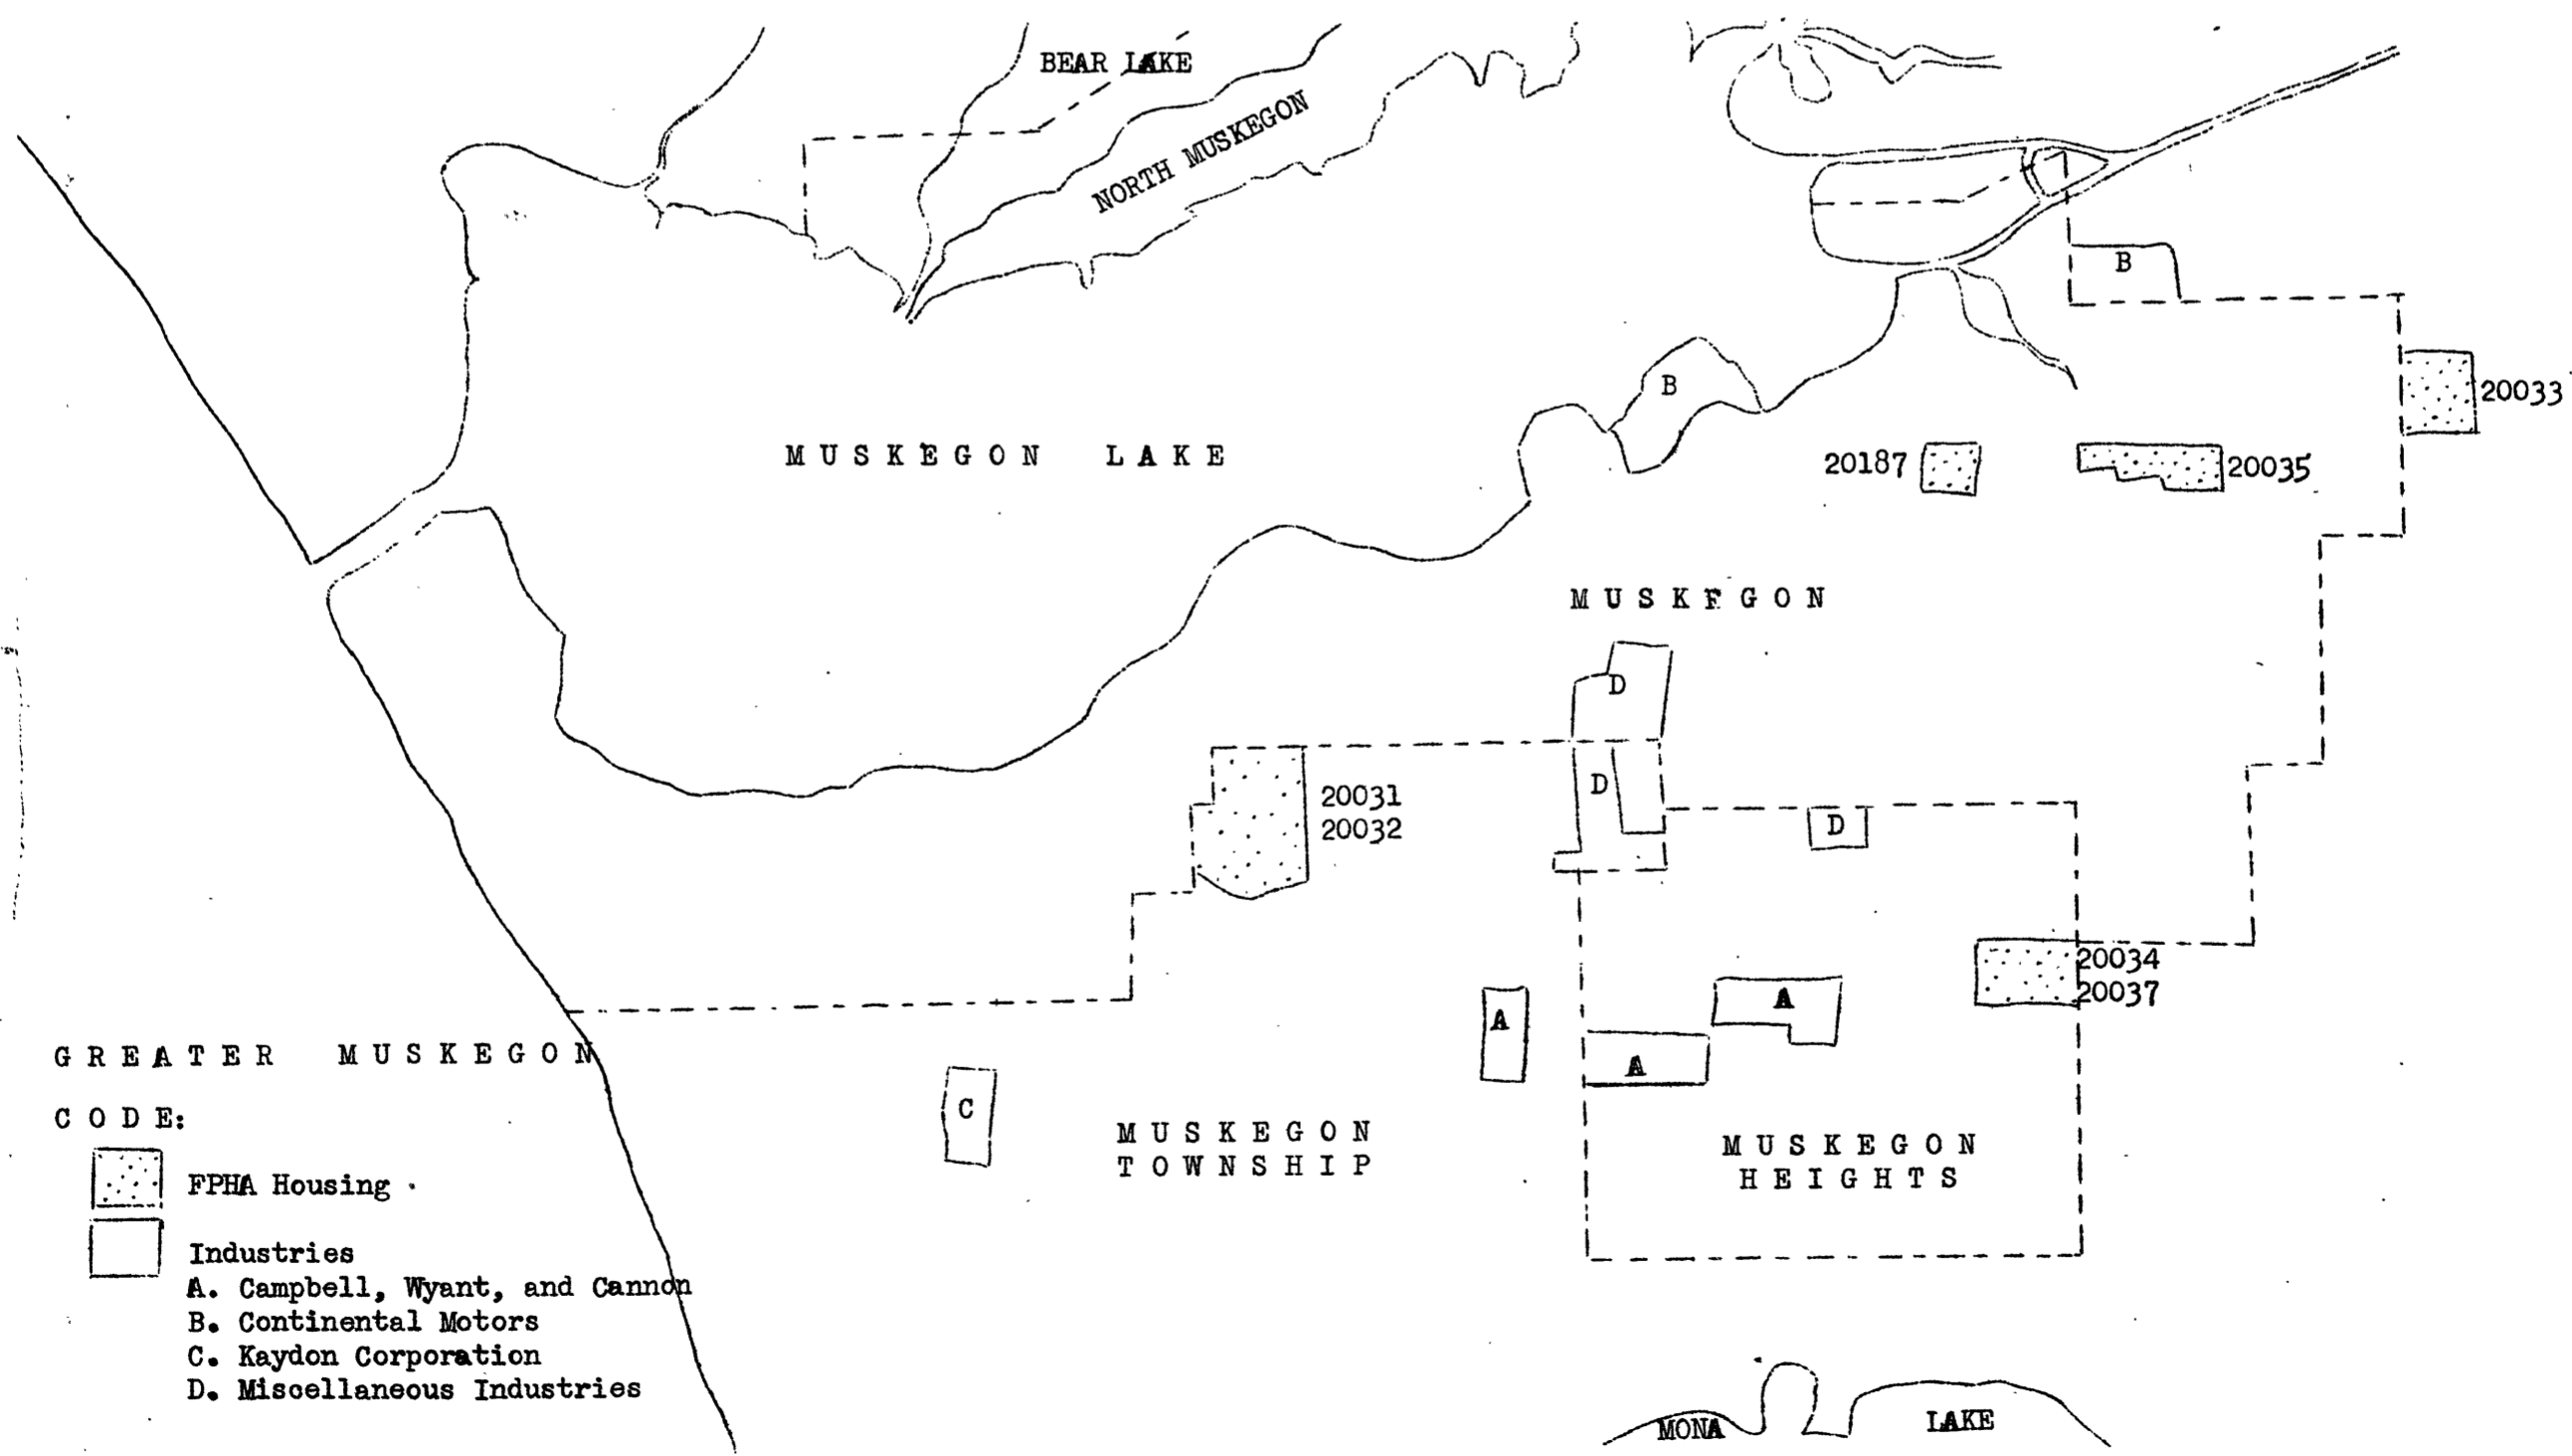 BEAR LAKE
NORTH MUSKEGON
B
B
20033
MUSKEGON LAKE
20187
20035
MUSKEGON
D
D
20031
20032
D
20034
20037
A
A
A
GREATER MUSKEGON
CODE:
C
MUSKEGON
TOWNSHIP
MUSKEGON
HEIGHTS
FPHA Housing
Industries
A. Campbell, Wyant, and Cannon
B. Continental Motors
C. Kaydon Corporation
D. Miscellaneous Industries
MONA LAKE